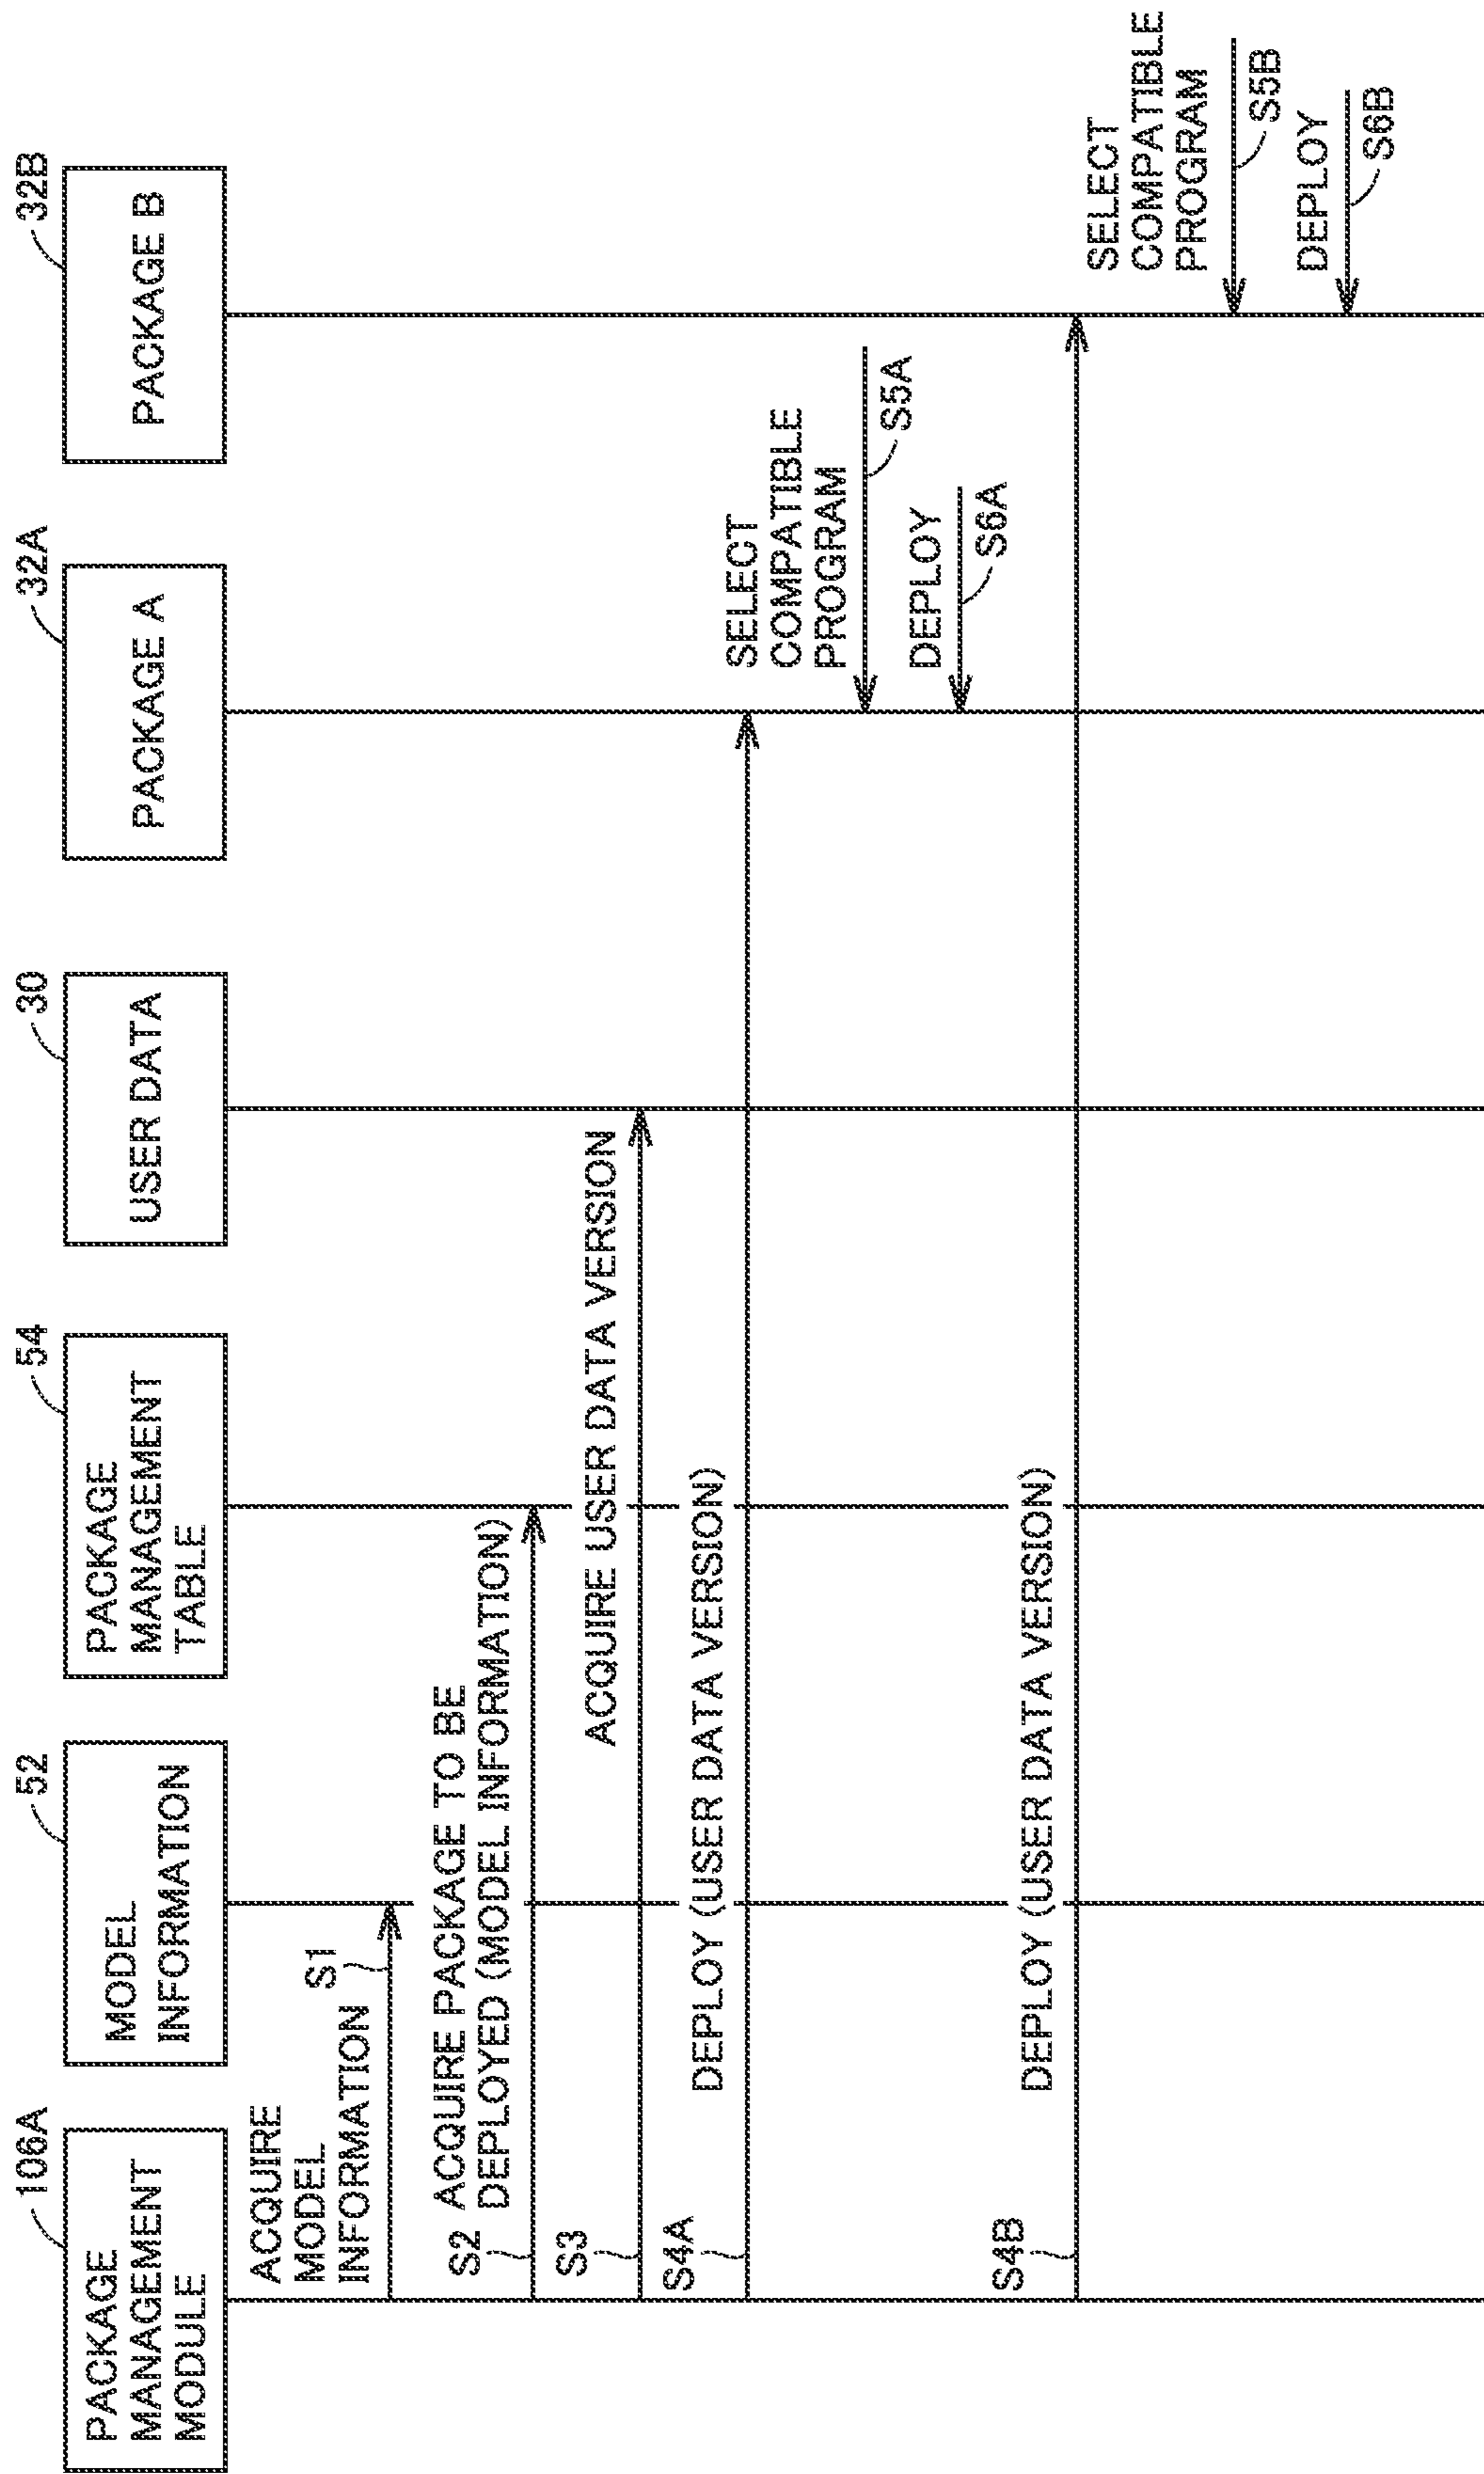 106A
PACKAGE
MANAGEMENT
MODULE
52
MODEL
INFORMATION
54
PACKAGE
MANAGEMENT
TABLE
30
USER DATA
32A
PACKAGE A
32B
PACKAGE B
ACQUIRE
MODEL
INFORMATION
S1
S2
ACQUIRE PACKAGE TO BE
DEPLOYED (MODEL INFORMATION)
S3
ACQUIRE USER DATA VERSION
S4A
DEPLOY (USER DATA VERSION)
SELECT
COMPATIBLE
PROGRAM
S5A
DEPLOY
S6A
S4B
DEPLOY (USER DATA VERSION)
SELECT
COMPATIBLE
PROGRAM
S5B
DEPLOY
S6B